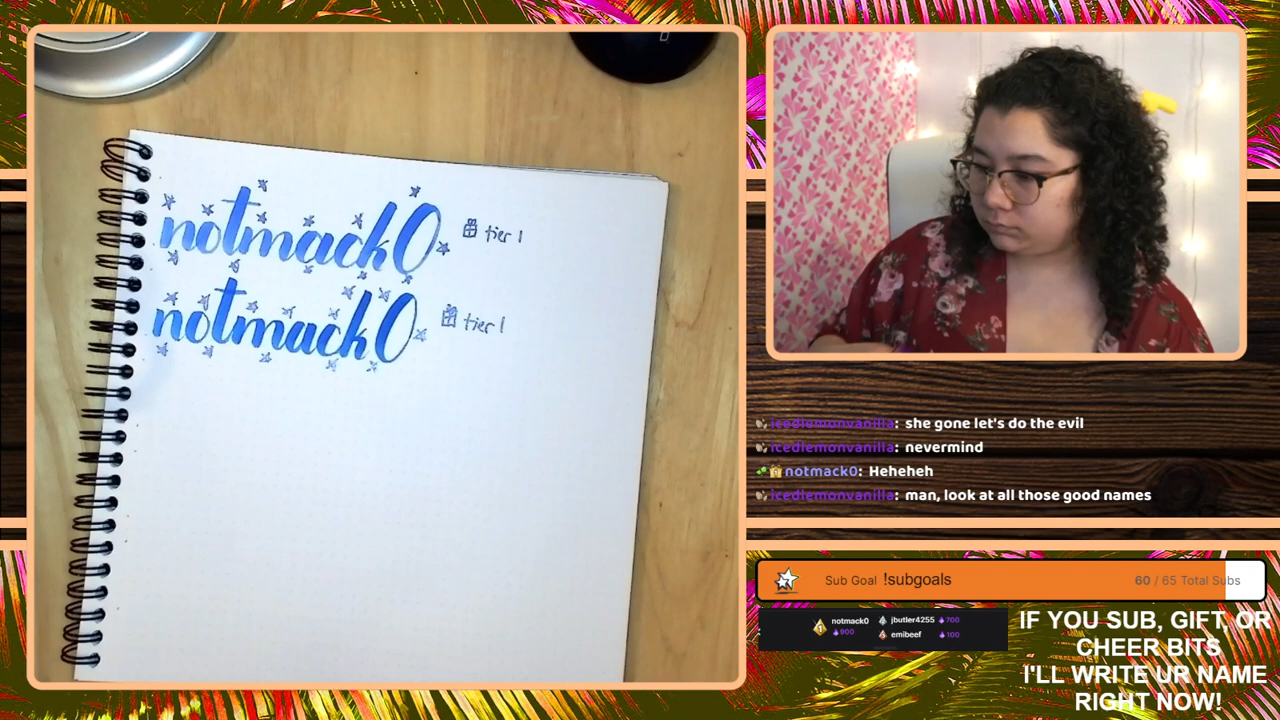 notmack0 tier 1
notmack0 tier 1
icedlemonvanilla: she gone let's do the evil
icedlemonvanilla: nevermind
notmack0: Heheheh
icedlemonvanilla: man, look at all those good names
Sub Goal !subgoals 60 / 65 Total Subs
1 notmack0 900
jbutler4255 700
emibeef 100
IF YOU SUB, GIFT, OR
CHEER BITS
I'LL WRITE UR NAME
RIGHT NOW!